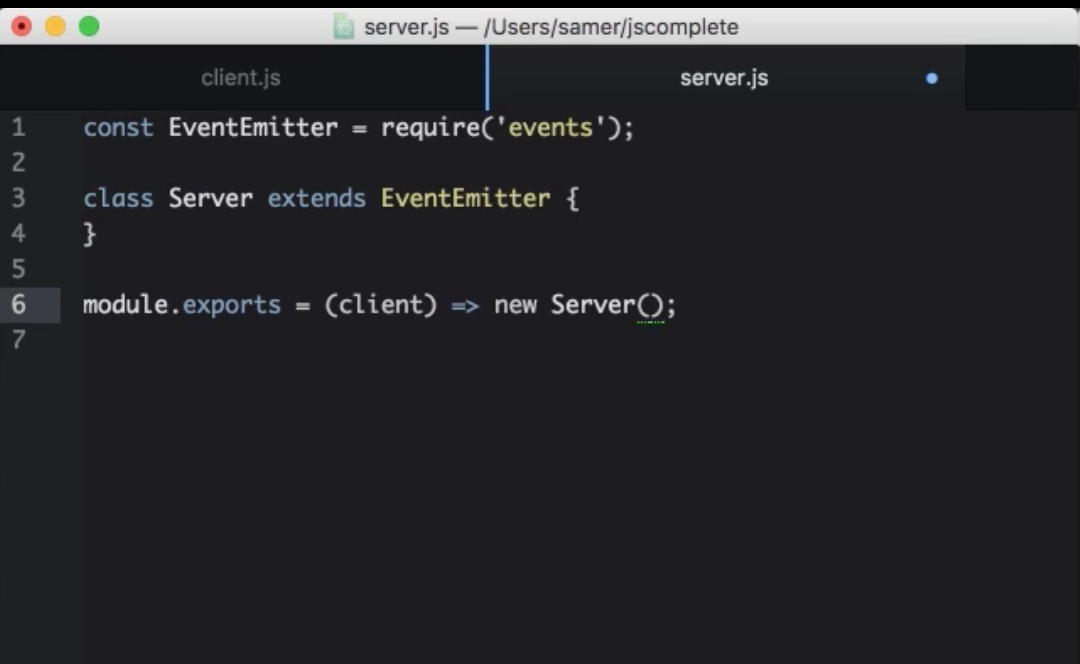 server.js — /Users/samer/jscomplete
client.js
server.js
1 const EventEmitter = require('events');
2
3 class Server extends EventEmitter {
4 }
5
6 module.exports = (client) => new Server();
7